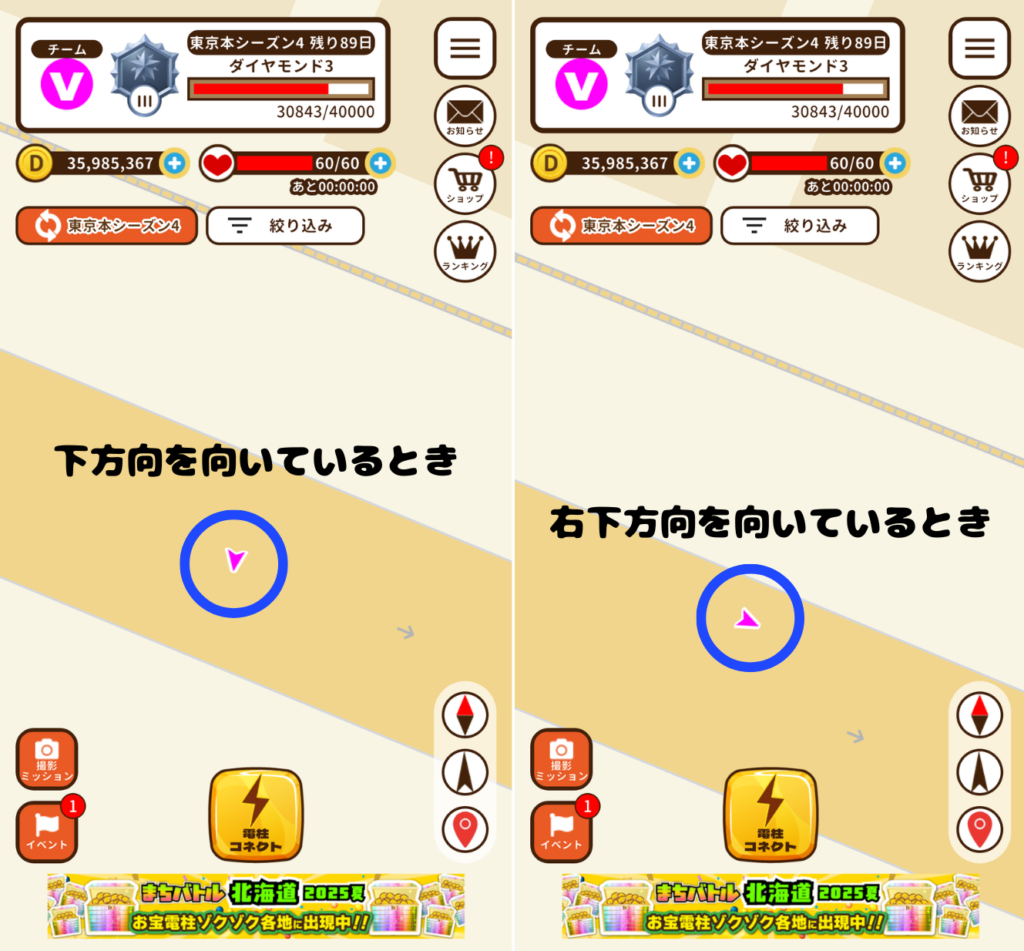 チーム
V
III
東京本シーズン4 残り89日
ダイヤモンド3
30843/40000
お知らせ
D 35,985,367
60/60
あと00:00:00
!
ショップ
東京本シーズン4
絞り込み
ランキング
下方向を向いているとき
撮影
ミッション
1
イベント
電柱
コネクト
まちバトル 北海道 2025夏
お宝電柱ゾクゾク各地に出現中!!
チーム
V
III
東京本シーズン4 残り89日
ダイヤモンド3
30843/40000
お知らせ
D 35,985,367
60/60
あと00:00:00
!
ショップ
東京本シーズン4
絞り込み
ランキング
右下方向を向いているとき
撮影
ミッション
1
イベント
電柱
コネクト
まちバトル 北海道 2025夏
お宝電柱ゾクゾク各地に出現中!!